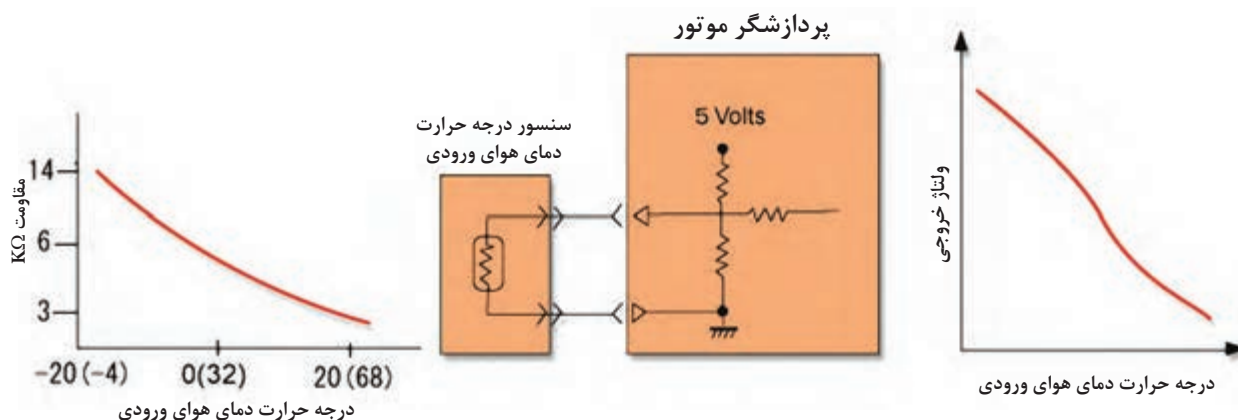 پردازشگر موتور
5 Volts
سنسور درجه حرارت
دمای هوای ورودی
14
6
3
مقاومت KΩ
-20 (-4)
0(32)
20 (68)
درجه حرارت دمای هوای ورودی
ولتاژ خروجی
درجه حرارت دمای هوای ورودی